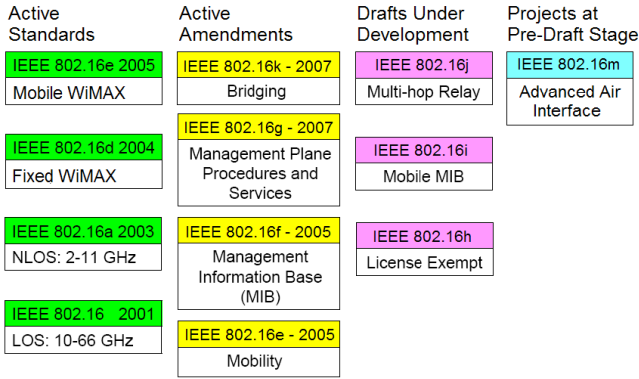 Active
Standards
IEEE 802.16e 2005
Mobile WiMAX
IEEE 802.16d 2004
Fixed WiMAX
IEEE 802.16a 2003
NLOS: 2-11 GHz
IEEE 802.16 2001
LOS: 10-66 GHz
Active
Amendments
IEEE 802.16k - 2007
Bridging
IEEE 802.16g - 2007
Management Plane
Procedures and
Services
IEEE 802.16f - 2005
Management
Information Base
(MIB)
IEEE 802.16e - 2005
Mobility
Drafts Under
Development
IEEE 802.16j
Multi-hop Relay
IEEE 802.16i
Mobile MIB
IEEE 802.16h
License Exempt
Projects at
Pre-Draft Stage
IEEE 802.16m
Advanced Air
Interface